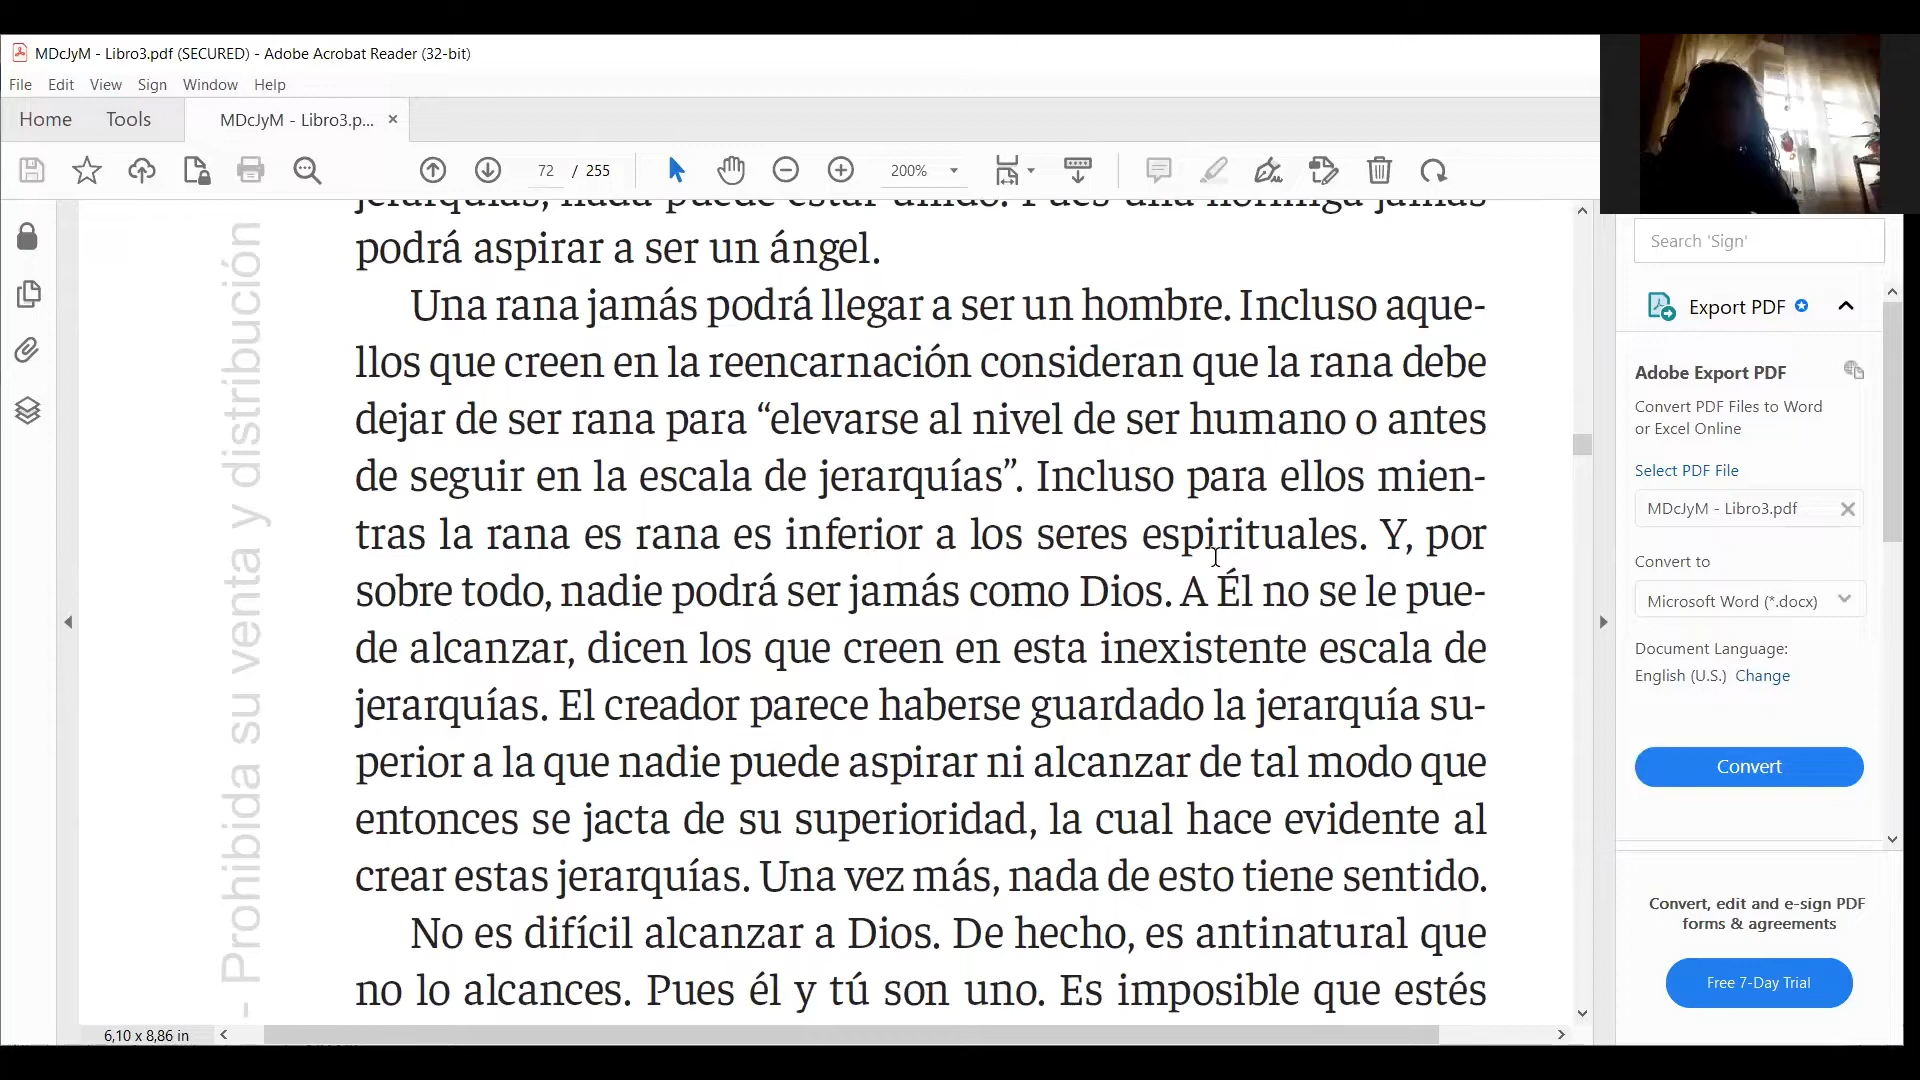 MDcJyM - Libro3.pdf (SECURED) - Adobe Acrobat Reader (32-bit)
File Edit View Sign Window Help
Home Tools MDcJyM - Libro3.p... ×
72 / 255 200%
jerarquías, nada puede estar unido. Pues una hormiga jamás
podrá aspirar a ser un ángel.
Una rana jamás podrá llegar a ser un hombre. Incluso aque-
llos que creen en la reencarnación consideran que la rana debe
dejar de ser rana para “elevarse al nivel de ser humano o antes
de seguir en la escala de jerarquías”. Incluso para ellos mien-
tras la rana es rana es inferior a los seres espirituales. Y, por
sobre todo, nadie podrá ser jamás como Dios. A Él no se le pue-
de alcanzar, dicen los que creen en esta inexistente escala de
jerarquías. El creador parece haberse guardado la jerarquía su-
perior a la que nadie puede aspirar ni alcanzar de tal modo que
entonces se jacta de su superioridad, la cual hace evidente al
crear estas jerarquías. Una vez más, nada de esto tiene sentido.
No es difícil alcanzar a Dios. De hecho, es antinatural que
no lo alcances. Pues él y tú son uno. Es imposible que estés
- Prohibida su venta y distribución
6,10 x 8,86 in
Search 'Sign'
Export PDF
Adobe Export PDF
Convert PDF Files to Word
or Excel Online
Select PDF File
MDcJyM - Libro3.pdf
Convert to
Microsoft Word (*.docx)
Document Language:
English (U.S.) Change
Convert
Convert, edit and e-sign PDF
forms & agreements
Free 7-Day Trial